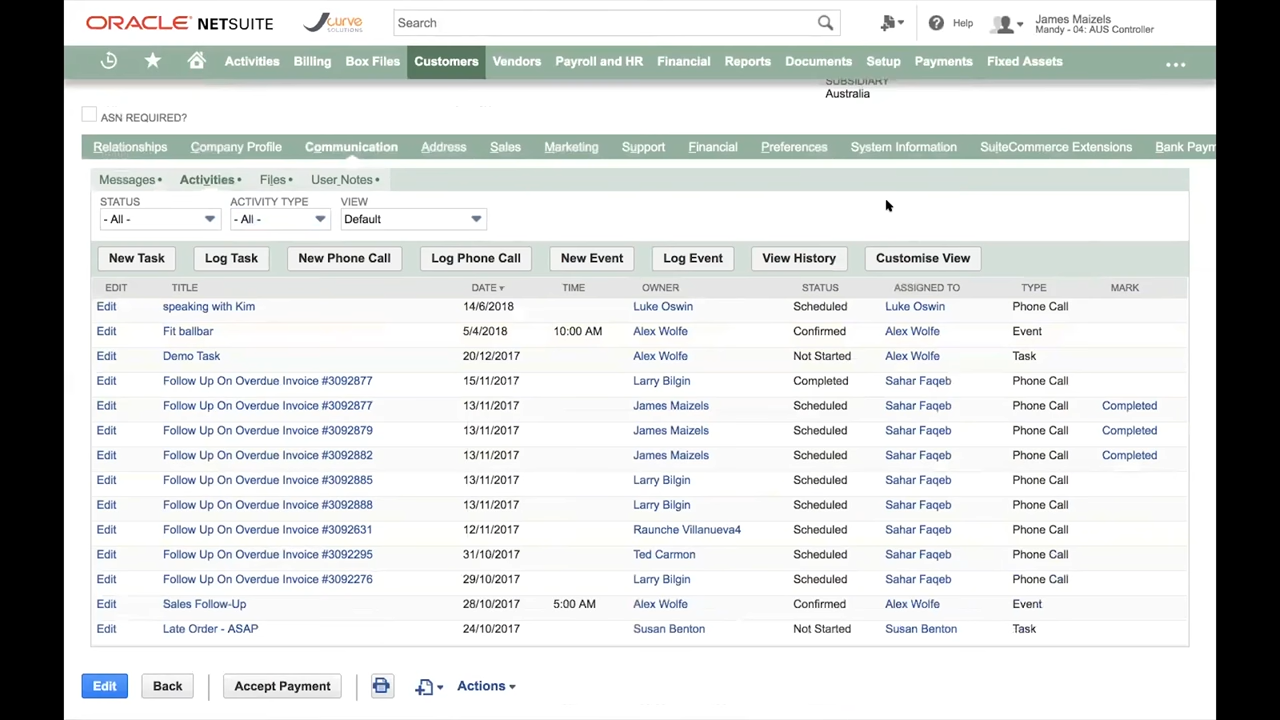 ORACLE NETSUITE curve SOLUTIONS Search Help James Maizels
Mandy - 04: AUS Controller
Activities Billing Box Files Customers Vendors Payroll and HR Financial Reports Documents Setup Payments Fixed Assets ...
SUBSIDIARY
Australia
ASN REQUIRED?
Relationships Company Profile Communication Address Sales Marketing Support Financial Preferences System Information SuiteCommerce Extensions Bank Paym
Messages • Activities • Files • User Notes •
STATUS ACTIVITY TYPE VIEW
- All - - All - Default
New Task Log Task New Phone Call Log Phone Call New Event Log Event View History Customise View
EDIT TITLE DATE TIME OWNER STATUS ASSIGNED TO TYPE MARK
Edit speaking with Kim 14/6/2018 Luke Oswin Scheduled Luke Oswin Phone Call
Edit Fit ballbar 5/4/2018 10:00 AM Alex Wolfe Confirmed Alex Wolfe Event
Edit Demo Task 20/12/2017 Alex Wolfe Not Started Alex Wolfe Task
Edit Follow Up On Overdue Invoice #3092877 15/11/2017 Larry Bilgin Completed Sahar Faqeb Phone Call
Edit Follow Up On Overdue Invoice #3092877 13/11/2017 James Maizels Scheduled Sahar Faqeb Phone Call Completed
Edit Follow Up On Overdue Invoice #3092879 13/11/2017 James Maizels Scheduled Sahar Faqeb Phone Call Completed
Edit Follow Up On Overdue Invoice #3092882 13/11/2017 James Maizels Scheduled Sahar Faqeb Phone Call Completed
Edit Follow Up On Overdue Invoice #3092885 13/11/2017 Larry Bilgin Scheduled Sahar Faqeb Phone Call
Edit Follow Up On Overdue Invoice #3092888 13/11/2017 Larry Bilgin Scheduled Sahar Faqeb Phone Call
Edit Follow Up On Overdue Invoice #3092631 12/11/2017 Raunche Villanueva4 Scheduled Sahar Faqeb Phone Call
Edit Follow Up On Overdue Invoice #3092295 31/10/2017 Ted Carmon Scheduled Sahar Faqeb Phone Call
Edit Follow Up On Overdue Invoice #3092276 29/10/2017 Larry Bilgin Scheduled Sahar Faqeb Phone Call
Edit Sales Follow-Up 28/10/2017 5:00 AM Alex Wolfe Confirmed Alex Wolfe Event
Edit Late Order - ASAP 24/10/2017 Susan Benton Not Started Susan Benton Task
Edit Back Accept Payment Actions